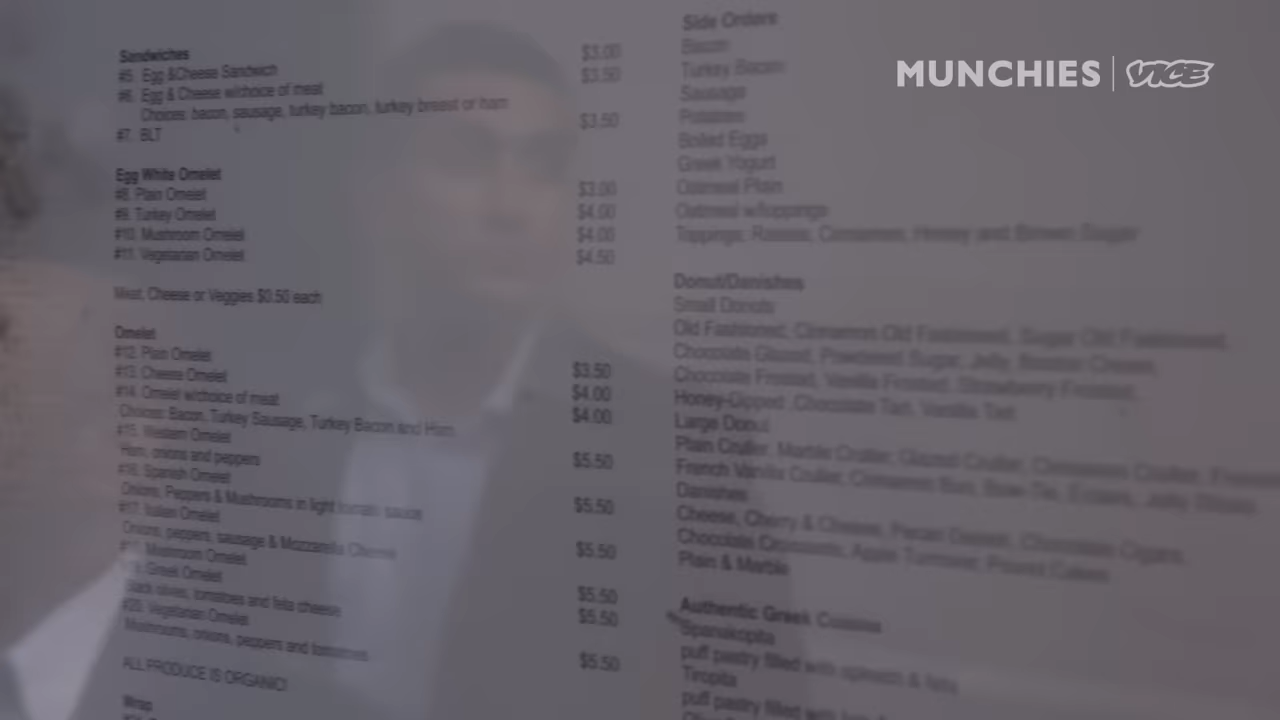 MUNCHIES | VICE
Sandwiches
#5. Egg &Cheese Sandwich $3.00
#6. Egg & Cheese w/choice of meat $3.50
Choices: bacon, sausage, turkey bacon, turkey breast or ham
#7. BLT $3.50
Egg White Omelet
#8. Plain Omelet $3.00
#9. Turkey Omelet $4.00
#10. Mushroom Omelet $4.00
#11. Vegetarian Omelet $4.50
Meat, Cheese or Veggies $0.50 each
Omelet
#12. Plain Omelet $3.50
#13. Cheese Omelet $4.00
#14. Omelet w/choice of meat $4.00
Choices: Bacon, Turkey Sausage, Turkey Bacon and Ham
#15. Western Omelet $5.50
Ham, onions and peppers
#16. Spanish Omelet $5.50
Onions, Peppers & Mushrooms in light tomato sauce
#17. Italian Omelet $5.50
Onions, peppers, sausage & Mozzarella Cheese
Mushroom Omelet $5.50
Greek Omelet $5.50
Black olives, tomatoes and feta cheese
#20. Vegetarian Omelet $5.50
Mushrooms, onions, peppers and tomatoes
ALL PRODUCE IS ORGANIC!
Wrap
Side Orders
Bacon
Turkey Bacon
Sausage
Potatoes
Boiled Eggs
Greek Yogurt
Oatmeal Plain
Oatmeal w/toppings
Toppings: Raisins, Cinnamon, Honey and Brown Sugar
Donut/Danishes
Small Donuts
Old Fashioned, Cinnamon Old Fashioned, Sugar Old Fashioned,
Chocolate Glazed, Powdered Sugar, Jelly, Boston Cream,
Chocolate Frosted, Vanilla Frosted, Strawberry Frosted,
Honey-Dipped, Chocolate Tart, Vanilla Tart
Large Donut
Plain Cruller, Marble Cruller, Glazed Cruller, Cinnamon Cruller,
French Vanilla Cruller, Cinnamon Bun, Bow-Tie, Eclairs, Jelly
Danishes
Cheese, Cherry & Cheese, Pecan Danish, Chocolate Cigars
Chocolate Croissants, Apple Turnover, Pound Cakes
Plain & Marble
Authentic Greek
Spanakopita
puff pastry filled with spinach & feta
Tiropita
puff pastry filled with